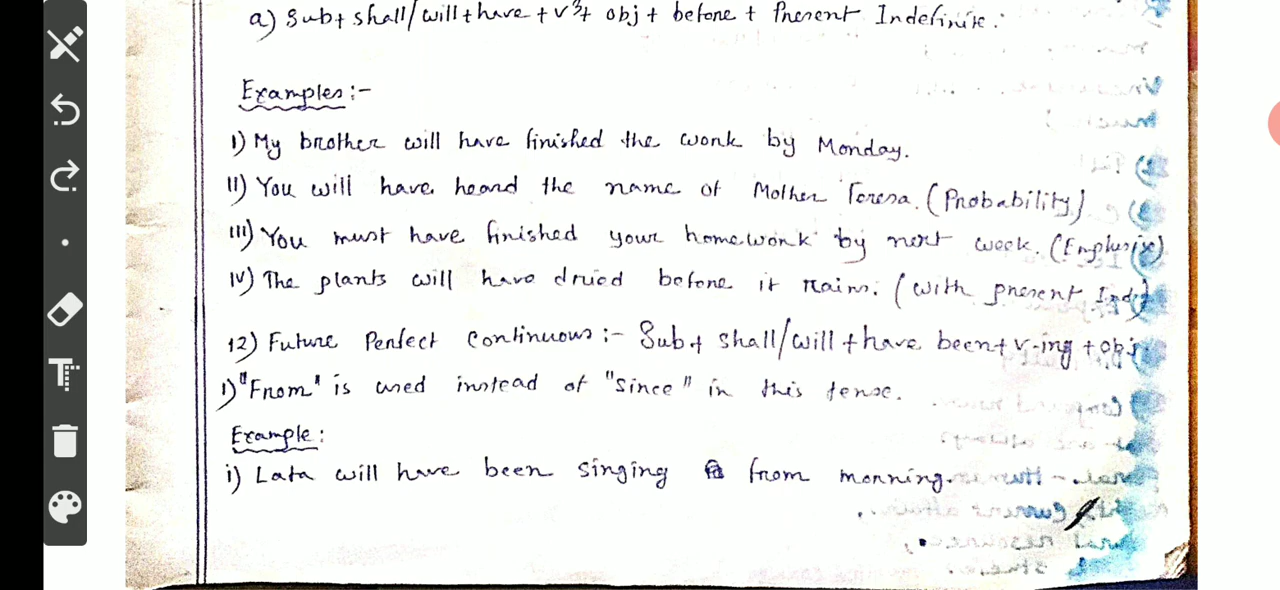 a) Sub + shall/will + have + v3 + obj + before + Present Indefinite.
Examples :-
I) My brother will have finished the work by Monday.
II) You will have heard the name of Mother Teresa. (Probability)
III) You must have finished your homework by next week. (Emphasix)
IV) The plants will have dried before it rains. (with present Ind)
12) Future Perfect Continuous :- Sub + shall/will + have been + v-ing + obj
1) "From" is used instead of "Since" in this tense.
Example :
i) Lata will have been singing from morning.